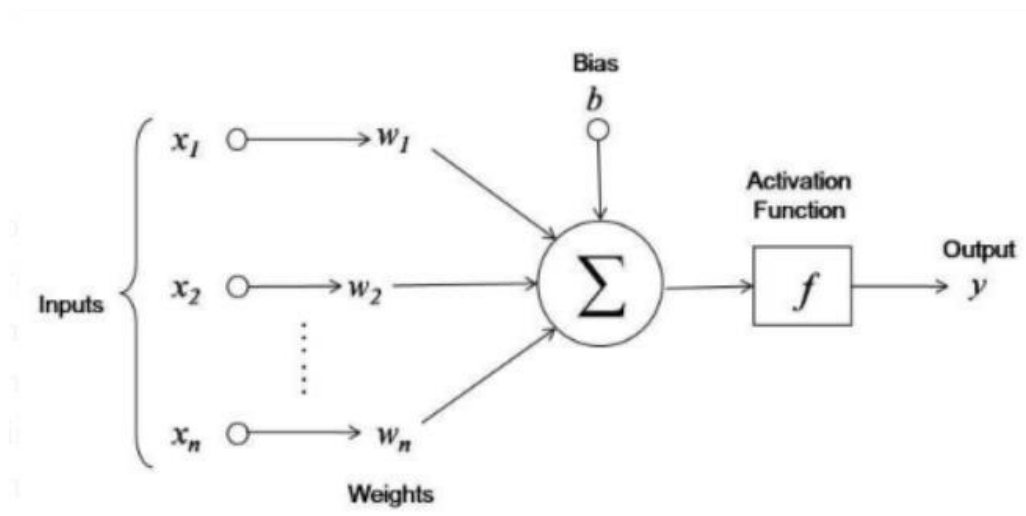 Bias
b
x1
w1
Activation
Function
Output
Inputs
x2
w2
Σ
f
y
xn
wn
Weights